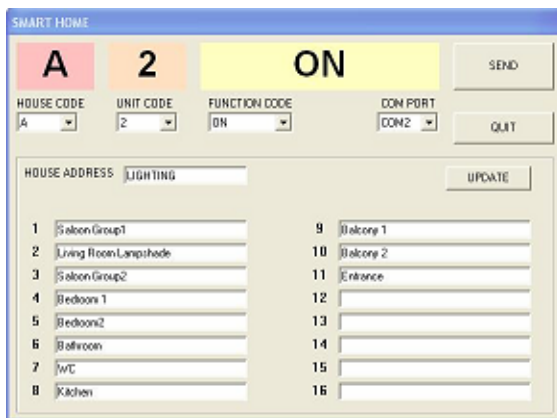 SMART HOME
A 2 ON SEND
HOUSE CODE UNIT CODE FUNCTION CODE COM PORT
A 2 ON COM2 QUIT
HOUSE ADDRESS LIGHTING UPDATE
1 Saloon Group1 9 Balcony 1
2 Living Room Lampshade 10 Balcony 2
3 Saloon Group2 11 Entrance
4 Bedroom 1 12
5 Bedroom2 13
6 Bathroom 14
7 WC 15
8 Kitchen 16